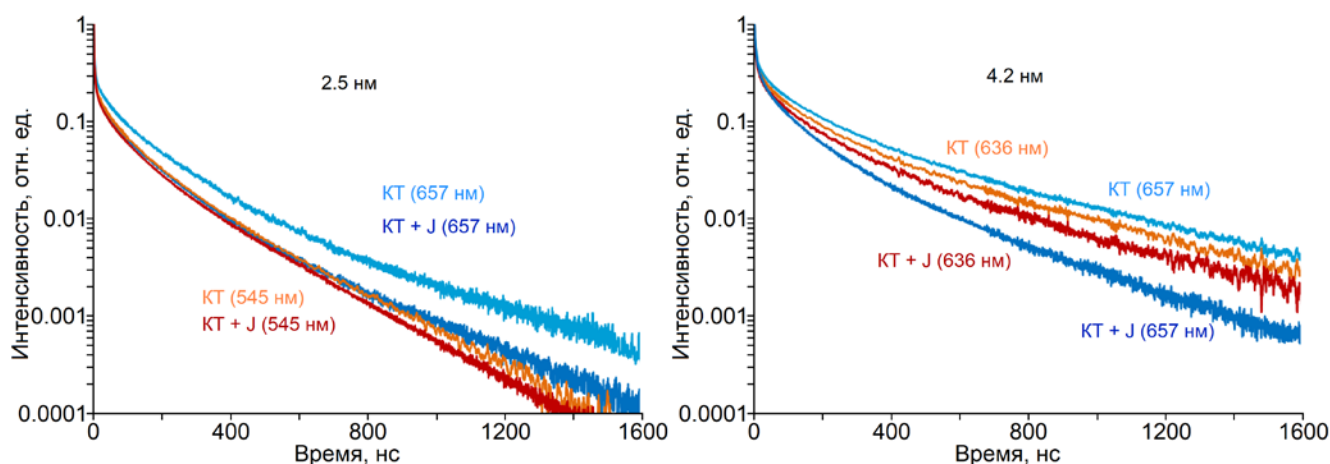 1
0.1
0.01
0.001
0.0001
Интенсивность, отн. ед.
2.5 нм
КТ (657 нм)
КТ + J (657 нм)
КТ (545 нм)
КТ + J (545 нм)
0
400
800
1200
1600
Время, нс
1
0.1
0.01
0.001
0.0001
Интенсивность, отн. ед.
4.2 нм
КТ (636 нм)
КТ (657 нм)
КТ + J (636 нм)
КТ + J (657 нм)
0
400
800
1200
1600
Время, нс